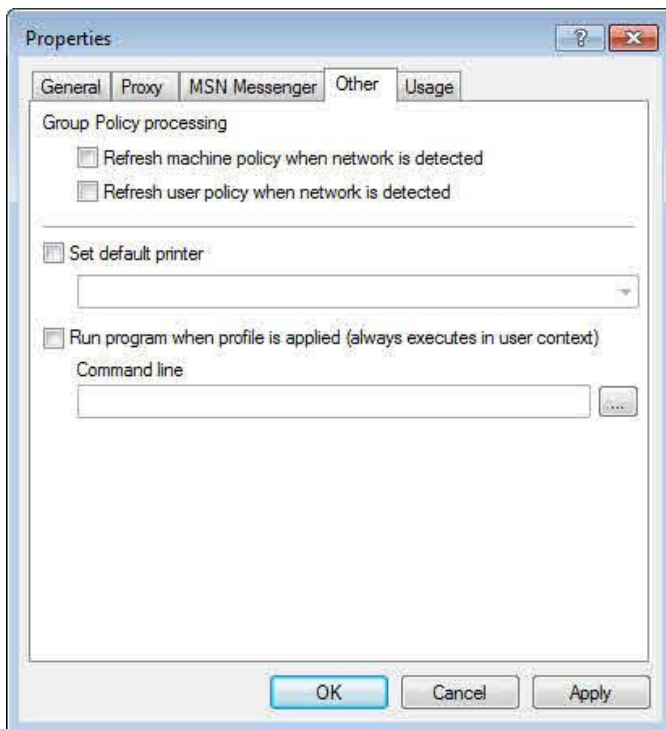 Properties
General Proxy MSN Messenger Other Usage
Group Policy processing
Refresh machine policy when network is detected
Refresh user policy when network is detected
Set default printer
Run program when profile is applied (always executes in user context)
Command line
...
OK Cancel Apply